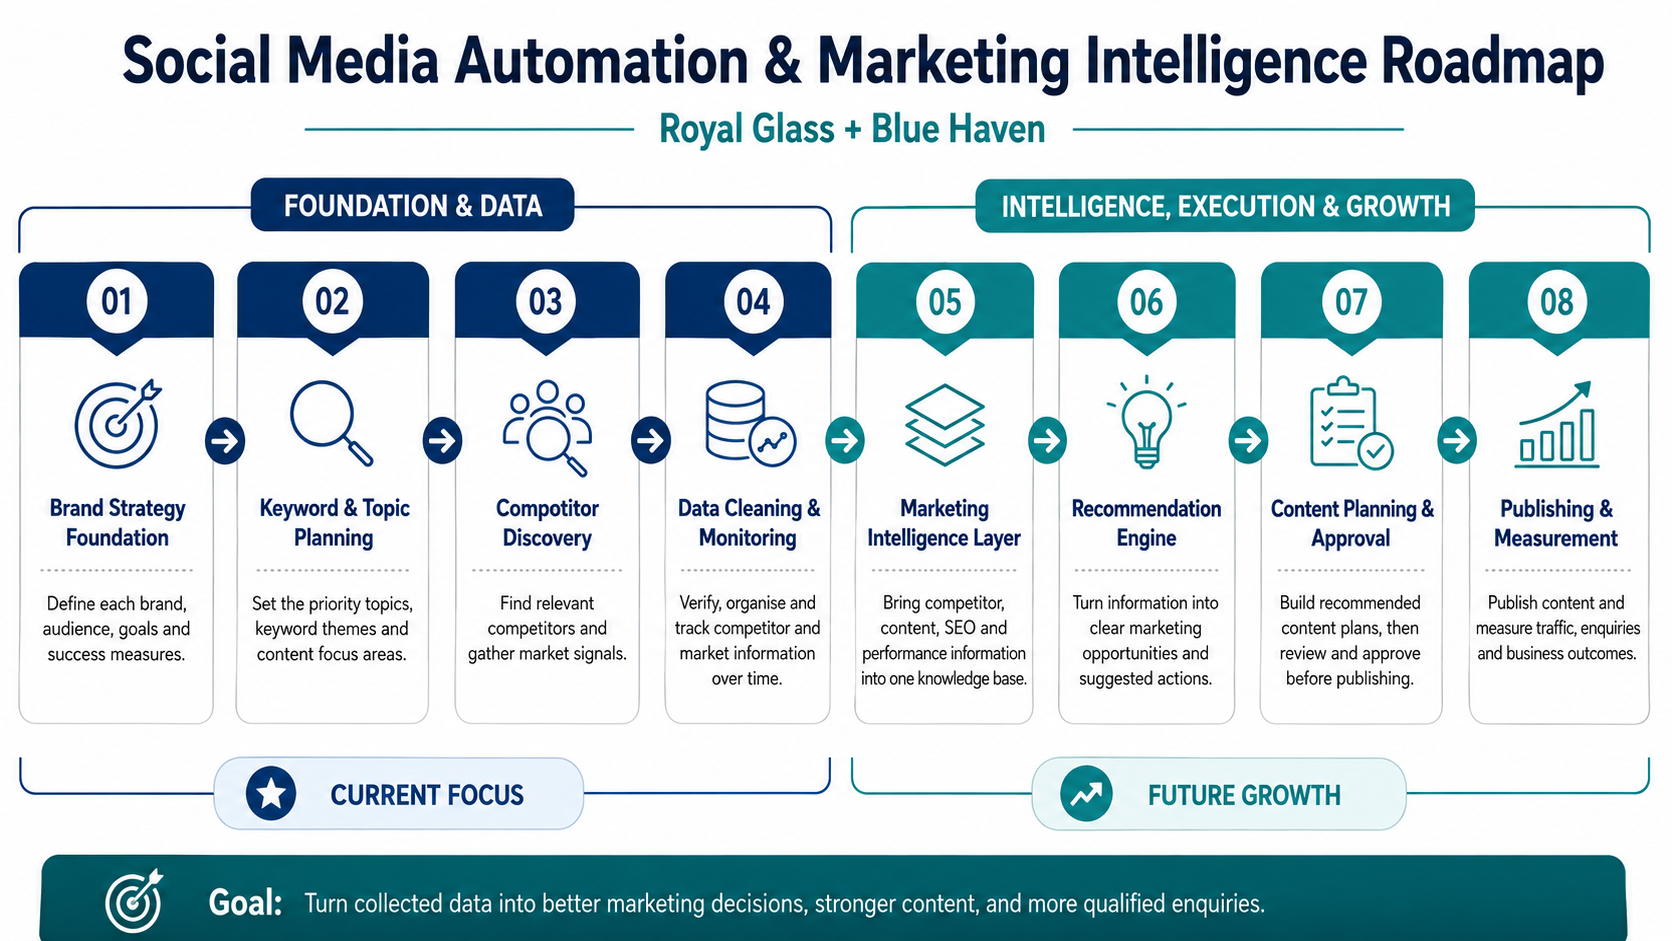 Social Media Automation & Marketing Intelligence Roadmap
Royal Glass + Blue Haven
FOUNDATION & DATA
INTELLIGENCE, EXECUTION & GROWTH
01
Brand Strategy
Foundation
Define each brand,
audience, goals and
success measures.
02
Keyword & Topic
Planning
Set the priority topics,
keyword themes and
content focus areas.
03
Compotitor
Discovery
Find relevant
competitors and
gather market signals.
04
Data Cleaning &
Monitoring
Verify, organise and
track competitor and
market information
over time.
05
Marketing
Intelligence Layer
Bring competitor,
content, SEO and
performance information
into one knowledge base.
06
Recommendation
Engine
Turn information into
clear marketing
opportunities and
suggested actions.
07
Content Planning &
Approval
Build recommended
content plans, then
review and approve
before publishing.
08
Publishing &
Measurement
Publish content and
measure traffic, enquiries
and business outcomes.
CURRENT FOCUS
FUTURE GROWTH
Goal: Turn collected data into better marketing decisions, stronger content, and more qualified enquiries.